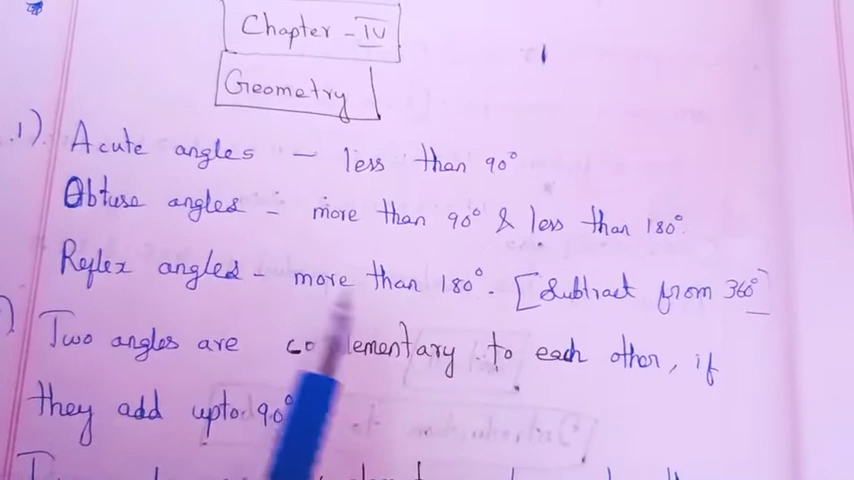 Chapter - IV
Geometry
1) Acute angles - less than 90°
Obtuse angles - more than 90° & less than 180°.
Reflex angles - more than 180°. [Subtract from 360°]
) Two angles are to each other, if
they add upto 90°